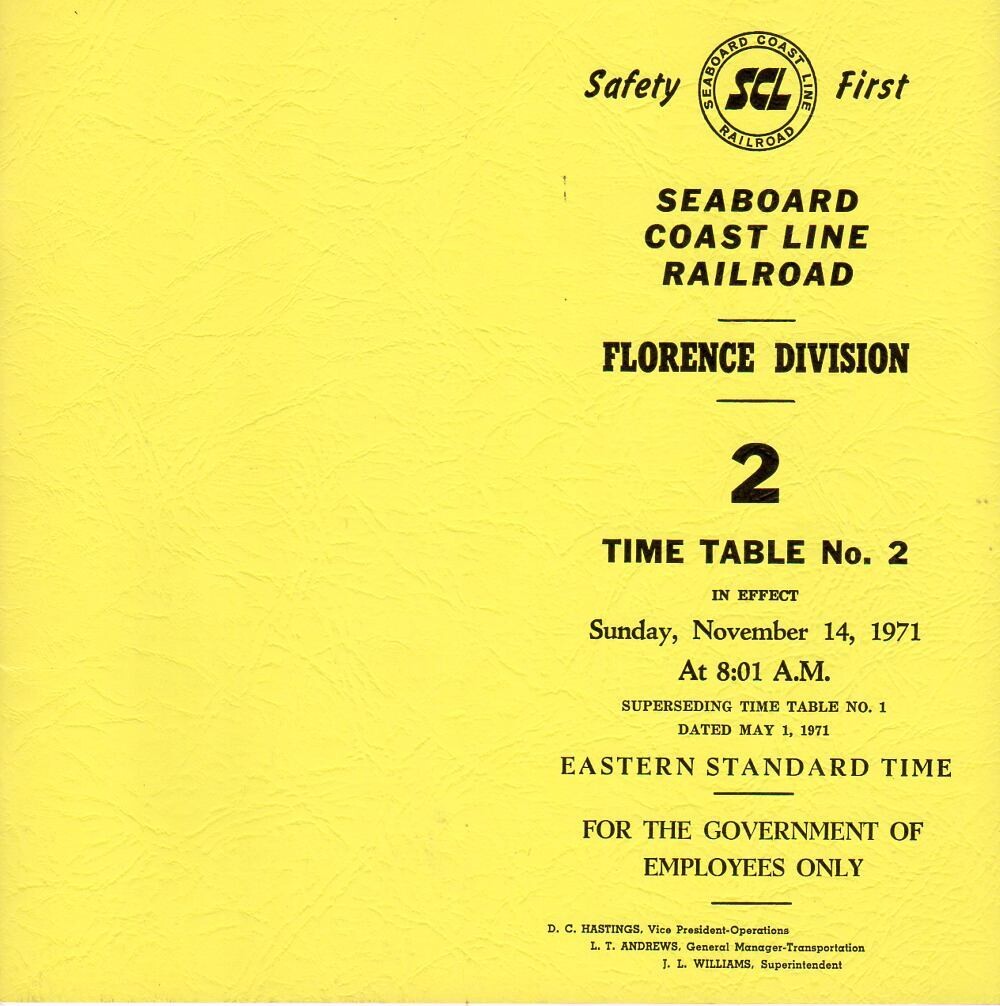 Safety First
SEABOARD COAST LINE
SCL
RAILROAD
SEABOARD
COAST LINE
RAILROAD
FLORENCE DIVISION
2
TIME TABLE No. 2
IN EFFECT
Sunday, November 14, 1971
At 8:01 A.M.
SUPERSEDING TIME TABLE NO. 1
DATED MAY 1, 1971
EASTERN STANDARD TIME
FOR THE GOVERNMENT OF
EMPLOYEES ONLY
D. C. HASTINGS, Vice President-Operations
L. T. ANDREWS, General Manager-Transportation
J. L. WILLIAMS, Superintendent